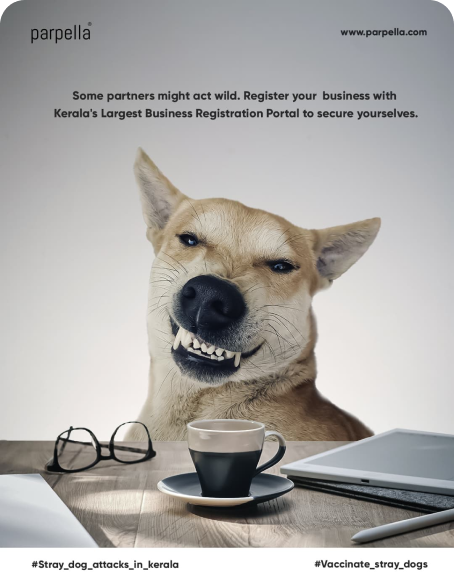 parpella®
www.parpella.com
Some partners might act wild. Register your  business with
Kerala's Largest Business Registration Portal to secure yourselves.
#Stray_dog_attacks_in_kerala
#Vaccinate_stray_dogs